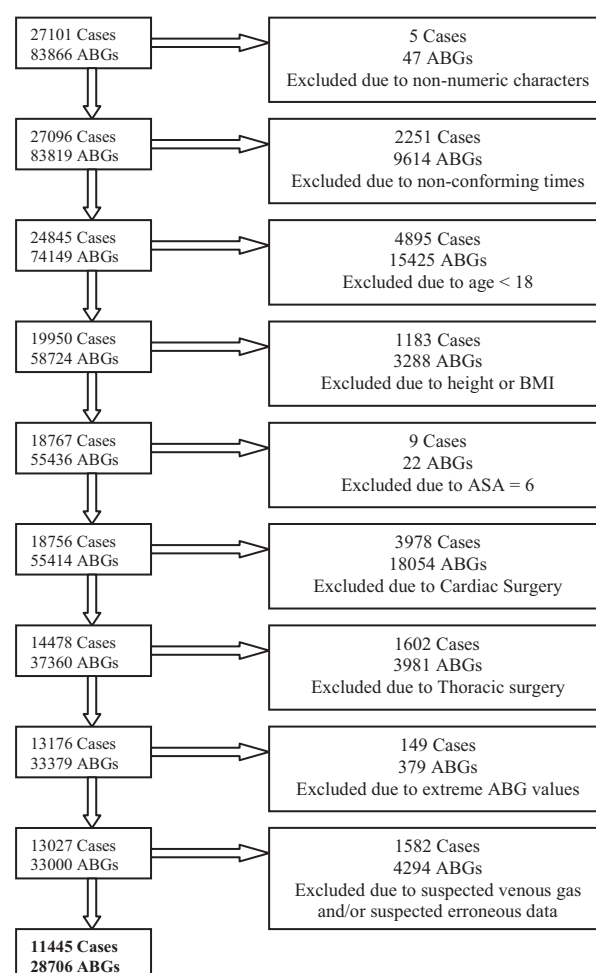 27101 Cases
83866 ABGs
5 Cases
47 ABGs
Excluded due to non-numeric characters
27096 Cases
83819 ABGs
2251 Cases
9614 ABGs
Excluded due to non-conforming times
24845 Cases
74149 ABGs
4895 Cases
15425 ABGs
Excluded due to age < 18
19950 Cases
58724 ABGs
1183 Cases
3288 ABGs
Excluded due to height or BMI
18767 Cases
55436 ABGs
9 Cases
22 ABGs
Excluded due to ASA = 6
18756 Cases
55414 ABGs
3978 Cases
18054 ABGs
Excluded due to Cardiac Surgery
14478 Cases
37360 ABGs
1602 Cases
3981 ABGs
Excluded due to Thoracic surgery
13176 Cases
33379 ABGs
149 Cases
379 ABGs
Excluded due to extreme ABG values
13027 Cases
33000 ABGs
1582 Cases
4294 ABGs
Excluded due to suspected venous gas
and/or suspected erroneous data
11445 Cases
28706 ABGs